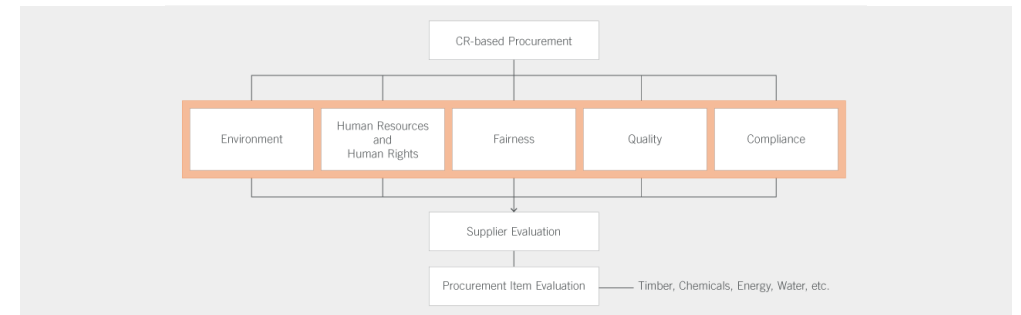 CR-based Procurement
Environment
Human Resources
and
Human Rights
Fairness
Quality
Compliance
Supplier Evaluation
Procurement Item Evaluation
Timber, Chemicals, Energy, Water, etc.